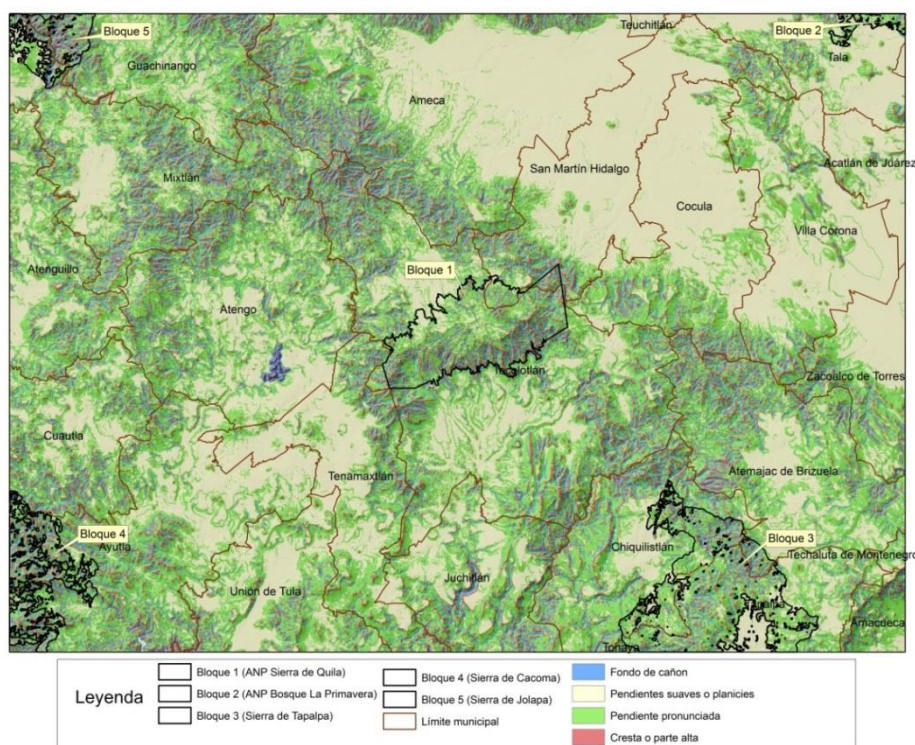 Bloque 5
Teuchitlán
Bloque 2
Tala
Guachinango
Ameca
Acatlán de Juárez
San Martín Hidalgo
Mixtlán
Cocula
Villa Corona
Atenguillo
Bloque 1
Atengo
Tecolotlán
Zacoalco de Torres
Cuautla
Atemajac de Brizuela
Tenamaxtlán
Bloque 4
Ayutla
Bloque 3
Chiquilistlán
Techaluta de Montenegro
Juchitlán
Unión de Tula
Tapalpa
Amacueca
Tonaya
Leyenda
Bloque 1 (ANP Sierra de Quila)
Bloque 2 (ANP Bosque La Primavera)
Bloque 3 (Sierra de Tapalpa)
Bloque 4 (Sierra de Cacoma)
Bloque 5 (Sierra de Jolapa)
Límite municipal
Fondo de cañon
Pendientes suaves o planicies
Pendiente pronunciada
Cresta o parte alta